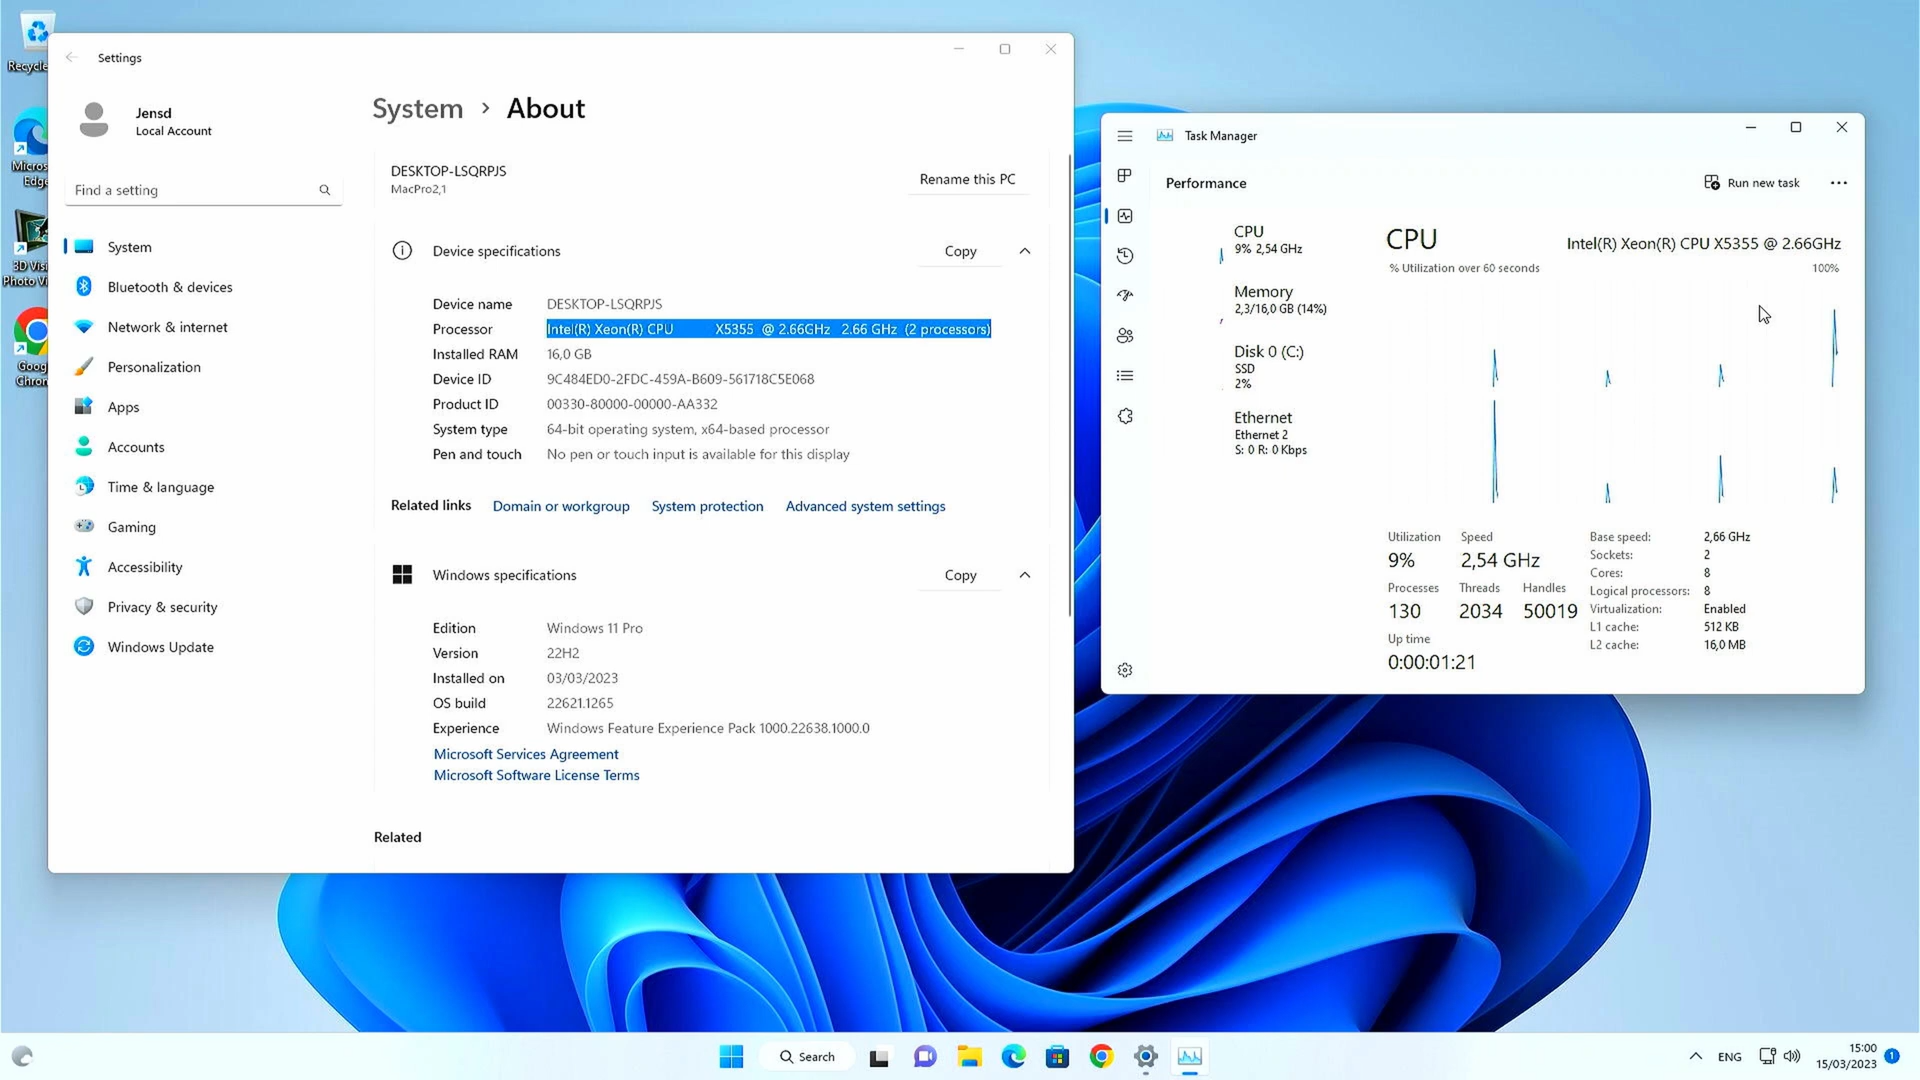 Recycle
Micros
Edge
3D Vis
Photo Vi
Goog
Chron
Settings
Jensd
Local Account
Find a setting
System
Bluetooth & devices
Network & internet
Personalization
Apps
Accounts
Time & language
Gaming
Accessibility
Privacy & security
Windows Update
System › About
DESKTOP-LSQRPJS
MacPro2,1
Rename this PC
Device specifications
Copy
Device name DESKTOP-LSQRPJS
Processor Intel(R) Xeon(R) CPU X5355 @ 2.66GHz 2.66 GHz (2 processors)
Installed RAM 16,0 GB
Device ID 9C484ED0-2FDC-459A-B609-561718C5E068
Product ID 00330-80000-00000-AA332
System type 64-bit operating system, x64-based processor
Pen and touch No pen or touch input is available for this display
Related links Domain or workgroup System protection Advanced system settings
Windows specifications
Copy
Edition Windows 11 Pro
Version 22H2
Installed on 03/03/2023
OS build 22621.1265
Experience Windows Feature Experience Pack 1000.22638.1000.0
Microsoft Services Agreement
Microsoft Software License Terms
Related
Task Manager
Performance
Run new task
CPU
9% 2,54 GHz
Memory
2,3/16,0 GB (14%)
Disk 0 (C:)
SSD
2%
Ethernet
Ethernet 2
S: 0 R: 0 Kbps
CPU
Intel(R) Xeon(R) CPU X5355 @ 2.66GHz
% Utilization over 60 seconds
100%
Utilization Speed
9% 2,54 GHz
Processes Threads Handles
130 2034 50019
Up time
0:00:01:21
Base speed: 2,66 GHz
Sockets: 2
Cores: 8
Logical processors: 8
Virtualization: Enabled
L1 cache: 512 KB
L2 cache: 16,0 MB
Search
ENG
15:00
15/03/2023
1